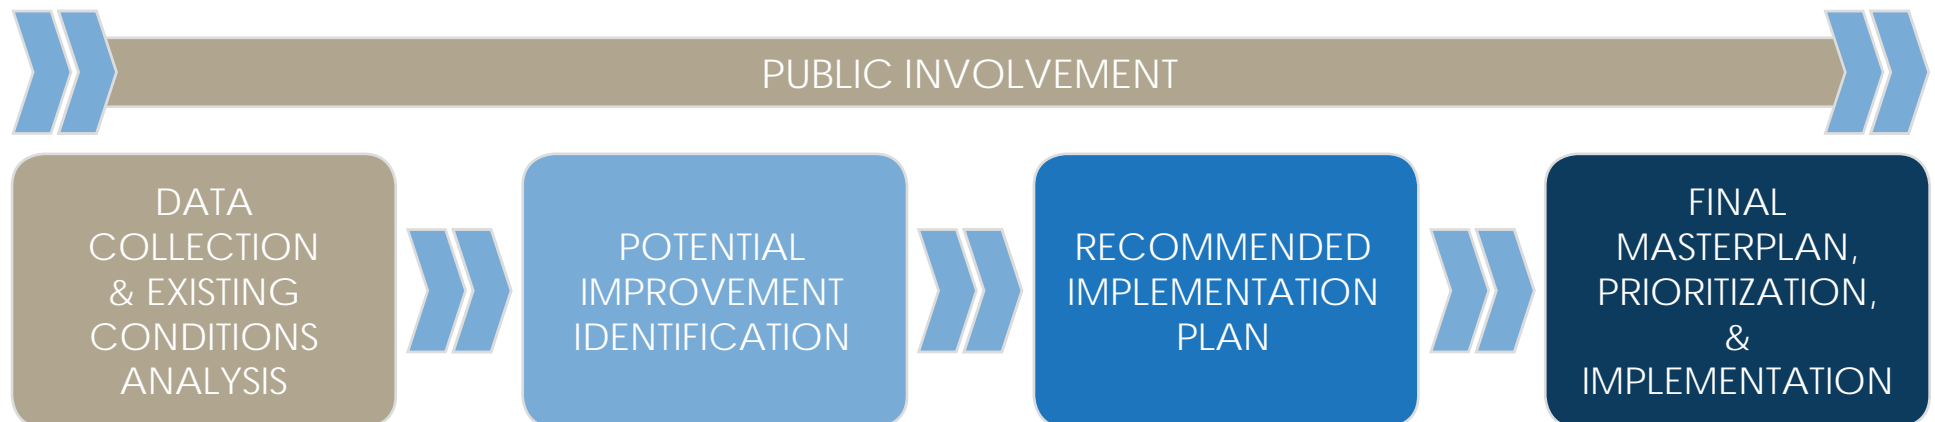 PUBLIC INVOLVEMENT
DATA
COLLECTION
& EXISTING
CONDITIONS
ANALYSIS
POTENTIAL
IMPROVEMENT
IDENTIFICATION
RECOMMENDED
IMPLEMENTATION
PLAN
FINAL
MASTERPLAN,
PRIORITIZATION,
&
IMPLEMENTATION